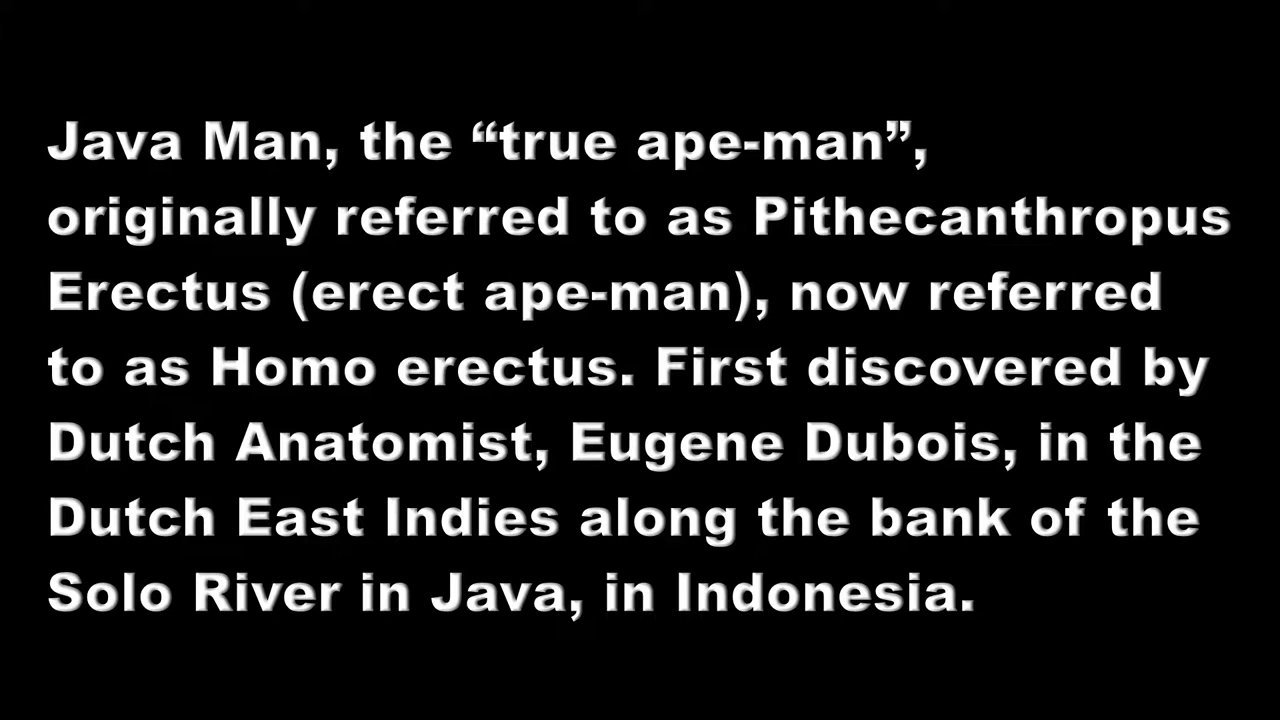 Java Man, the “true ape-man”,
originally referred to as Pithecanthropus
Erectus (erect ape-man), now referred
to as Homo erectus. First discovered by
Dutch Anatomist, Eugene Dubois, in the
Dutch East Indies along the bank of the
Solo River in Java, in Indonesia.